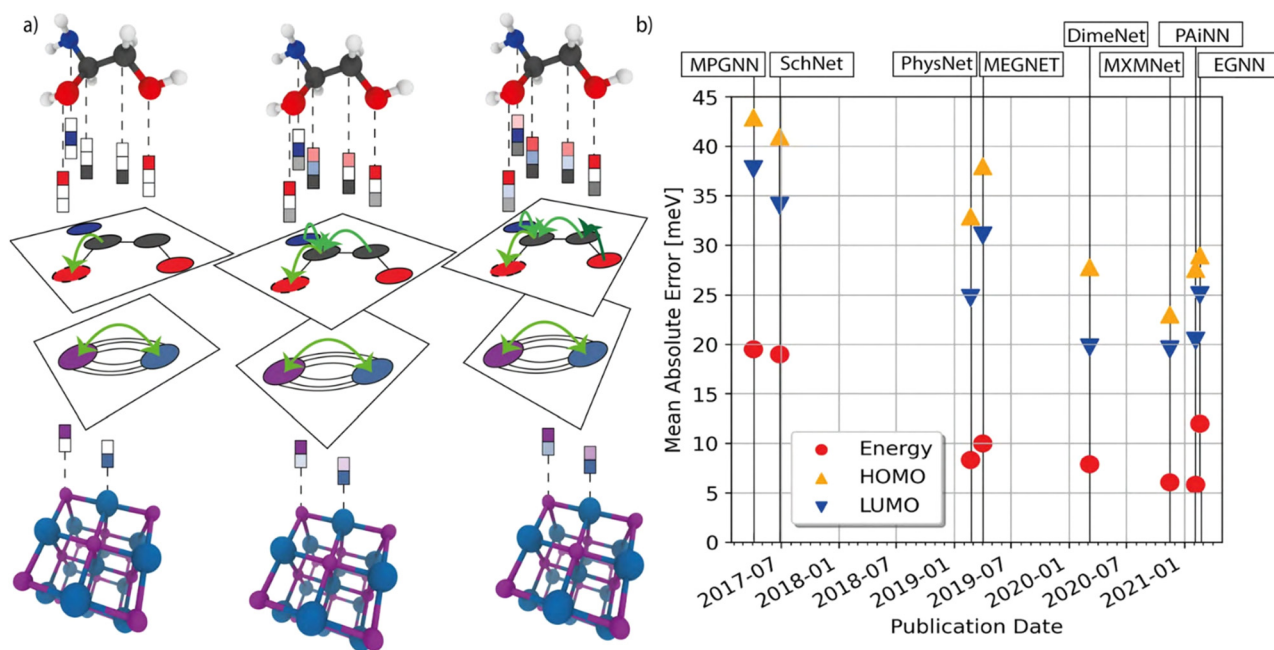 a)
b)
DimeNet
PAiNN
MPGNN
SchNet
PhysNet
MEGNET
MXMNet
EGNN
Mean Absolute Error [meV]
45
40
35
30
25
20
15
10
5
0
Energy
HOMO
LUMO
2017-07
2018-01
2018-07
2019-01
2019-07
2020-01
2020-07
2021-01
Publication Date